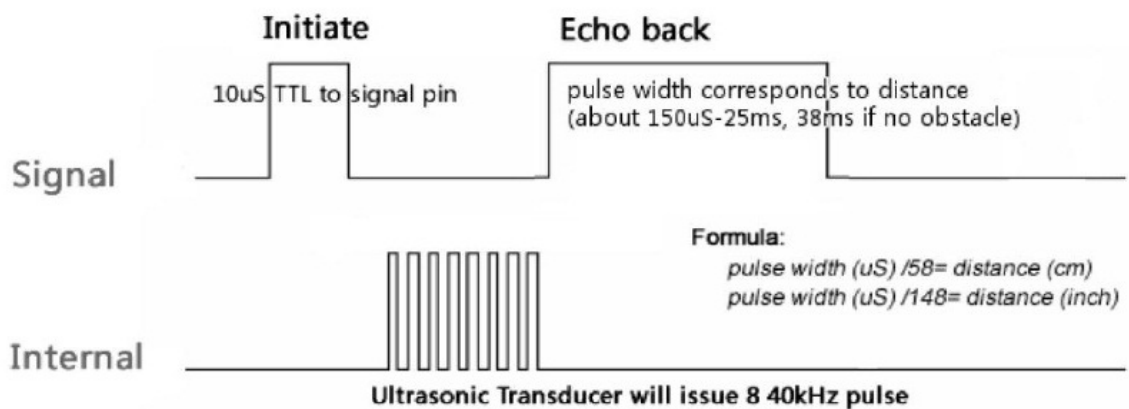 Initiate
Echo back
10uS TTL to signal pin
pulse width corresponds to distance
(about 150uS-25ms, 38ms if no obstacle)
Signal
Formula:
pulse width (uS) /58= distance (cm)
pulse width (uS) /148= distance (inch)
Internal
Ultrasonic Transducer will issue 8 40kHz pulse